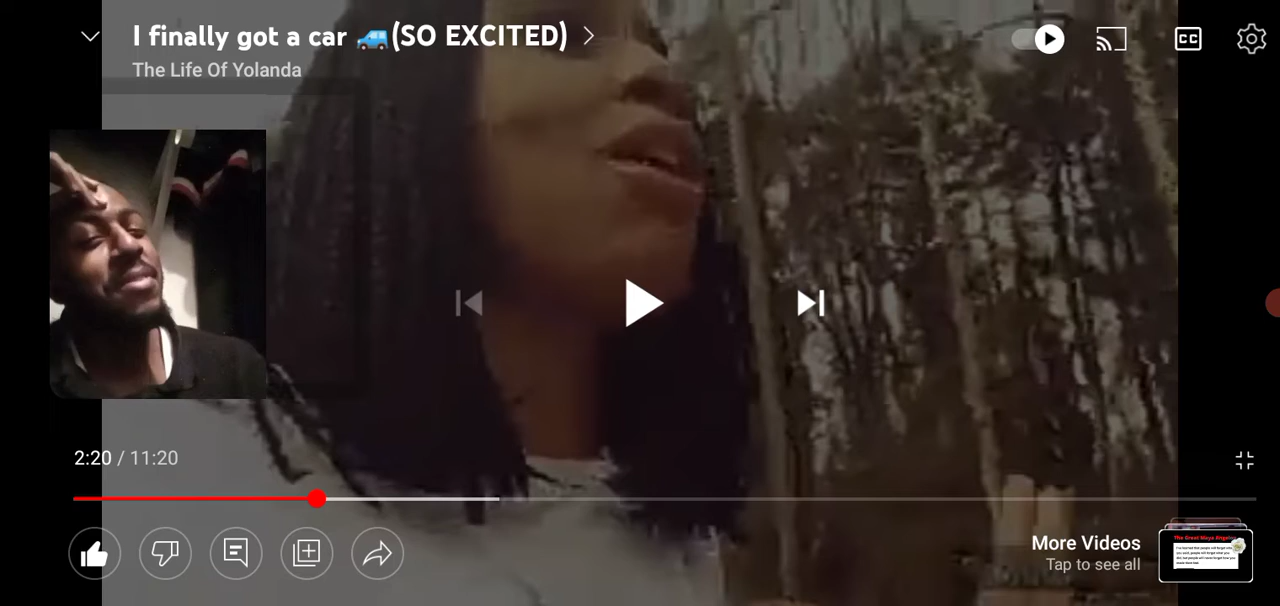 I finally got a car 🚙(SO EXCITED)
The Life Of Yolanda
CC
2:20 / 11:20
More Videos
Tap to see all